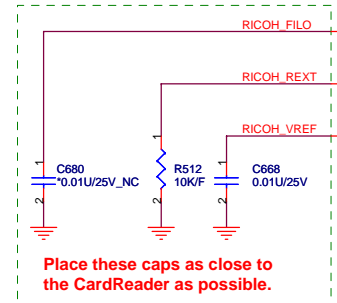 RICOH_FILO
RICOH_REXT
RICOH_VREF
1
1
1
C680
*0.01U/25V_NC
R512
10K/F
C668
0.01U/25V
2
2
2
Place these caps as close to
the CardReader as possible.